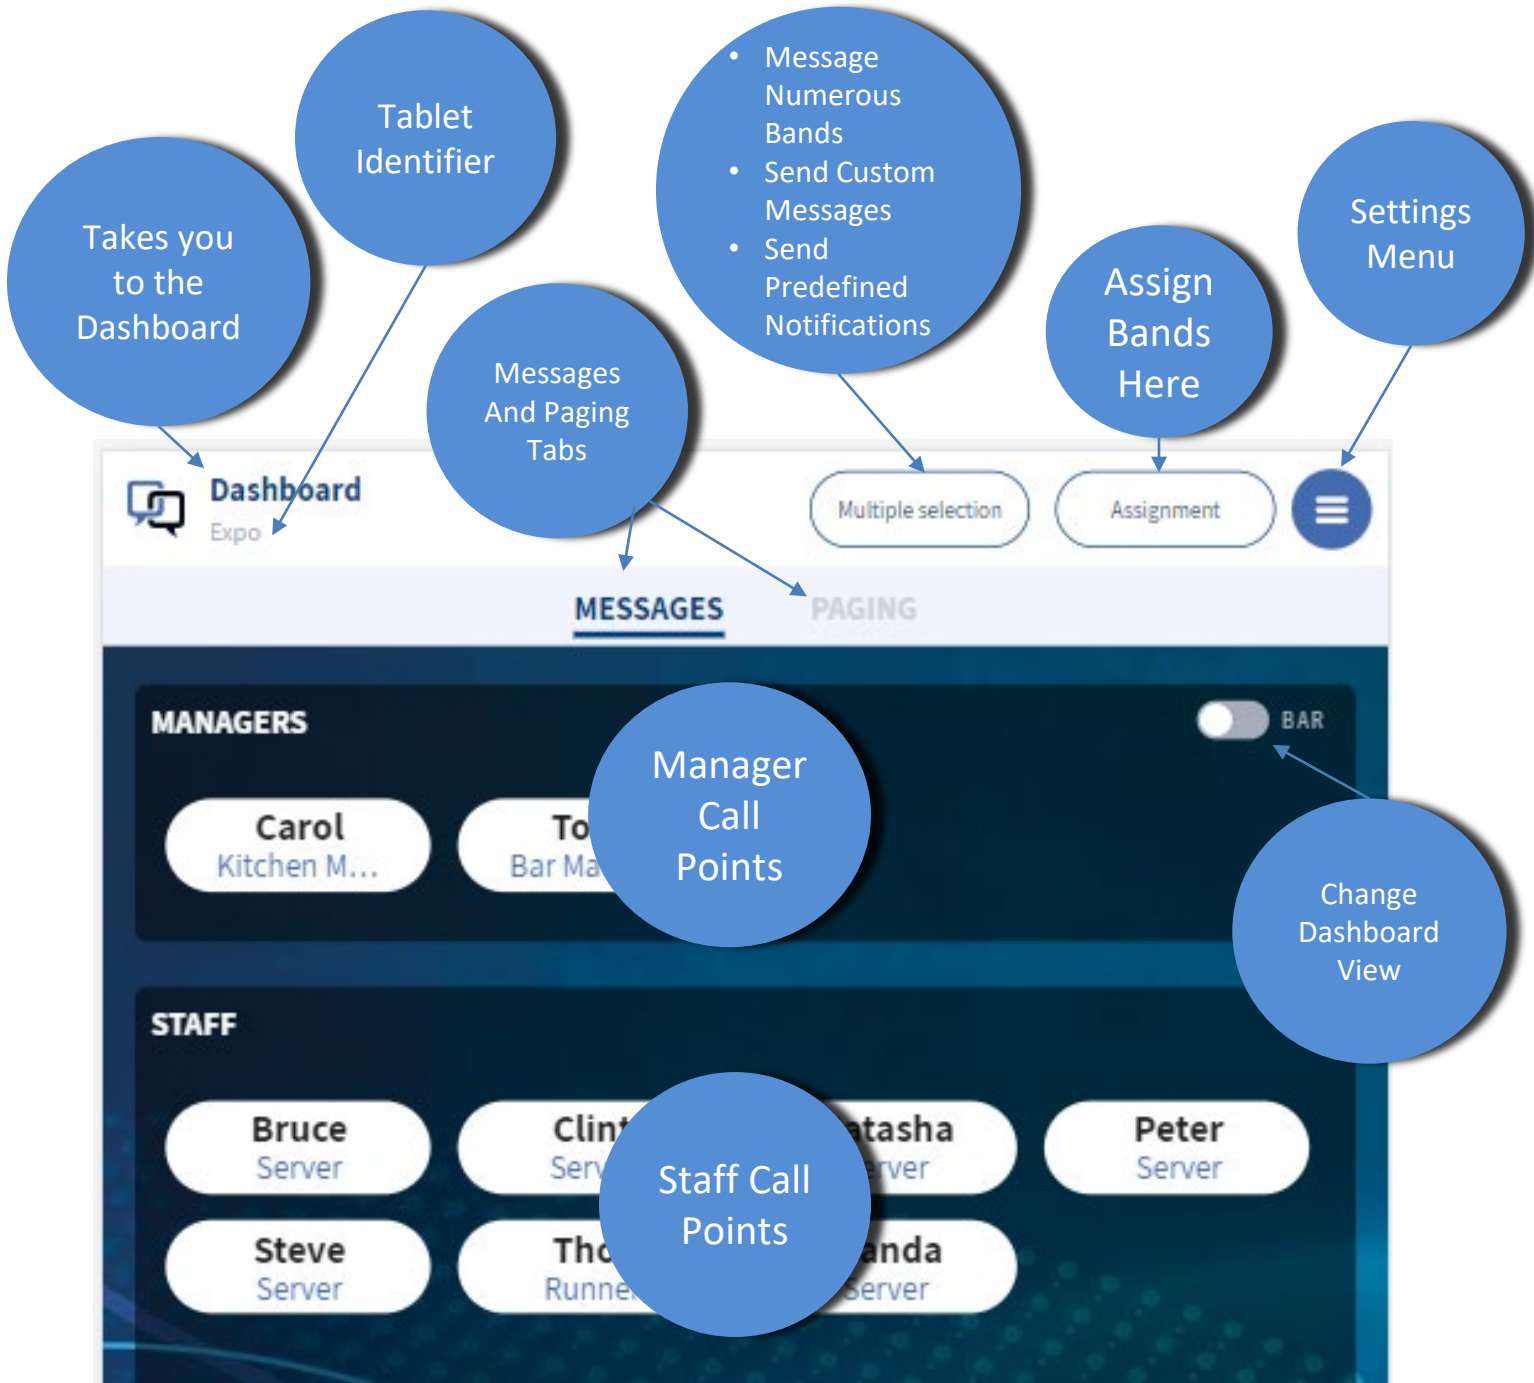 • Message
Numerous
Bands
• Send Custom
Messages
• Send
Predefined
Notifications
Tablet
Identifier
Settings
Menu
Takes you
to the
Dashboard
Assign
Bands
Here
Messages
And Paging
Tabs
Dashboard
Expo
Multiple selection
Assignment
MESSAGES
PAGING
MANAGERS
BAR
Manager
Call
Points
Carol
Kitchen M...
Bar
Change
Dashboard
View
STAFF
Bruce
Server
Peter
Server
Staff Call
Points
Steve
Server
Server